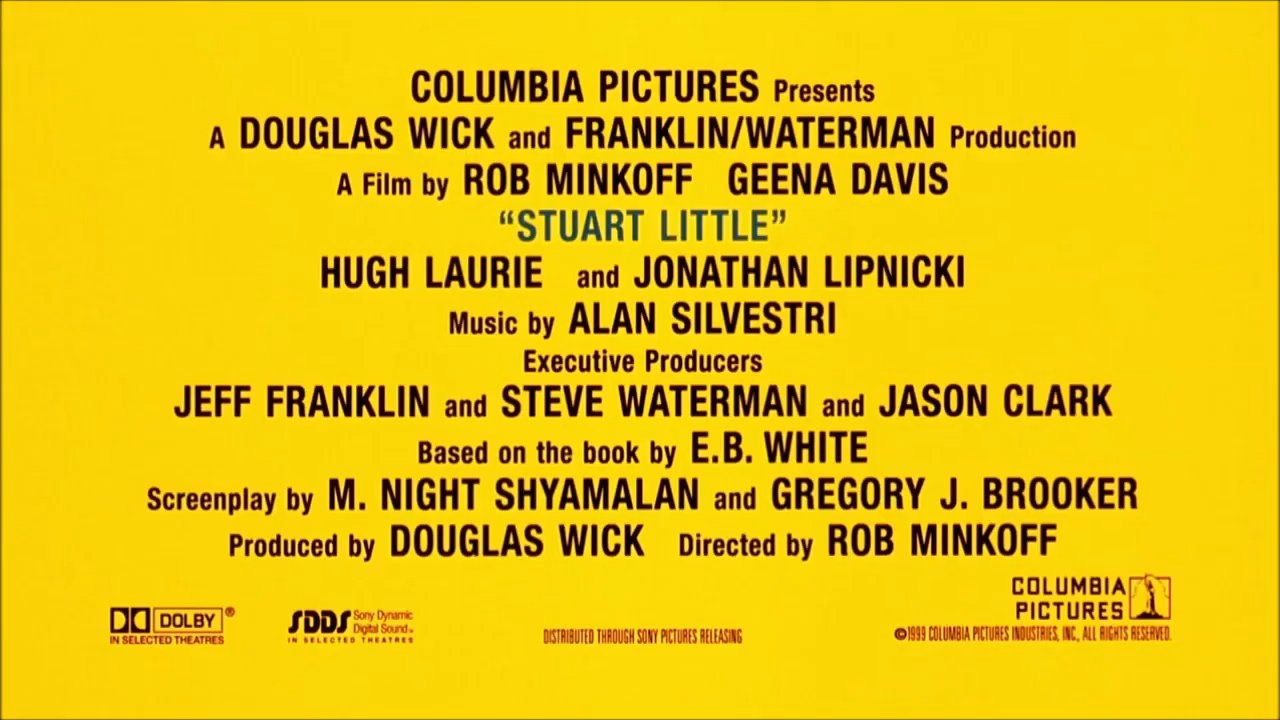 COLUMBIA PICTURES Presents
A DOUGLAS WICK and FRANKLIN/WATERMAN Production
A Film by ROB MINKOFF GEENA DAVIS
“STUART LITTLE”
HUGH LAURIE and JONATHAN LIPNICKI
Music by ALAN SILVESTRI
Executive Producers
JEFF FRANKLIN and STEVE WATERMAN and JASON CLARK
Based on the book by E.B. WHITE
Screenplay by M. NIGHT SHYAMALAN and GREGORY J. BROOKER
Produced by DOUGLAS WICK Directed by ROB MINKOFF
DOLBY®
IN SELECTED THEATRES
SDDS Sony Dynamic
Digital Sound™
IN SELECTED THEATRES
DISTRIBUTED THROUGH SONY PICTURES RELEASING
COLUMBIA
PICTURES
©1999 COLUMBIA PICTURES INDUSTRIES, INC., ALL RIGHTS RESERVED.